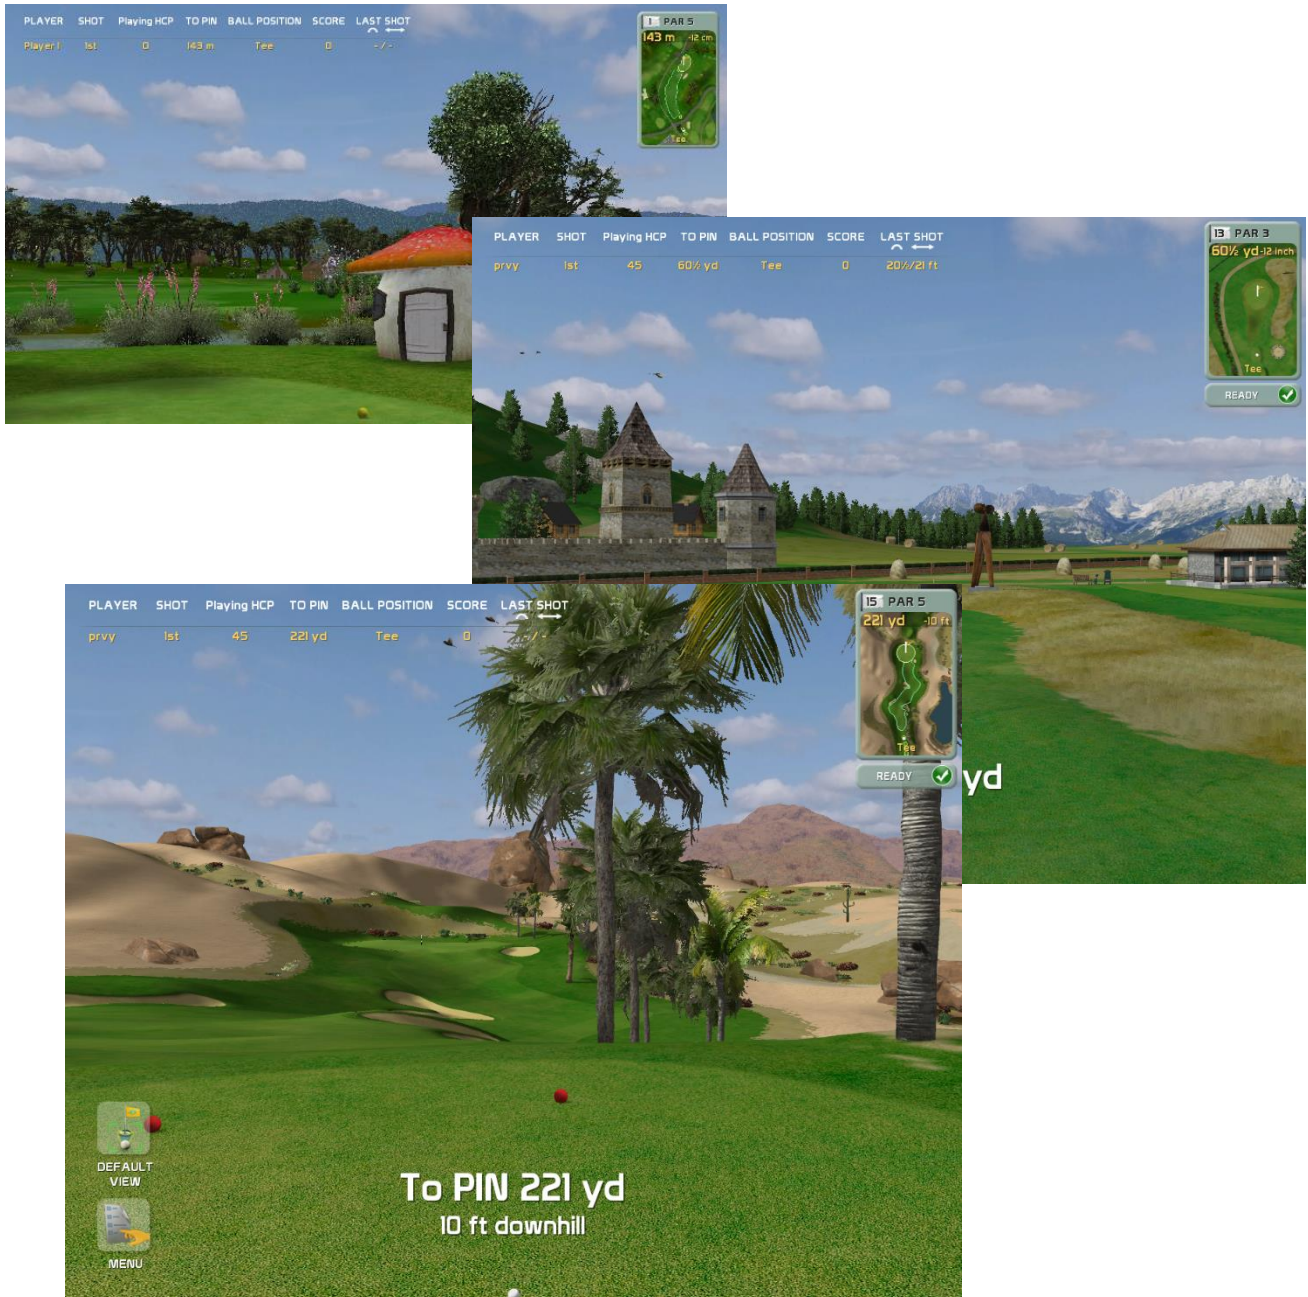 PLAYER SHOT Playing HCP TO PIN BALL POSITION SCORE LAST SHOT
Player 1 1st 0 143 m Tee 0 - / -
1 PAR 5
143 m -12 cm
Tee
PLAYER SHOT Playing HCP TO PIN BALL POSITION SCORE LAST SHOT
prvy 1st 45 60½ yd Tee 0 20½/21 ft
13 PAR 3
60½ yd -12 inch
Tee
READY
yd
PLAYER SHOT Playing HCP TO PIN BALL POSITION SCORE LAST SHOT
prvy 1st 45 221 yd Tee 0 - / -
15 PAR 5
221 yd -10 ft
Tee
READY
DEFAULT
VIEW
To PIN 221 yd
10 ft downhill
MENU